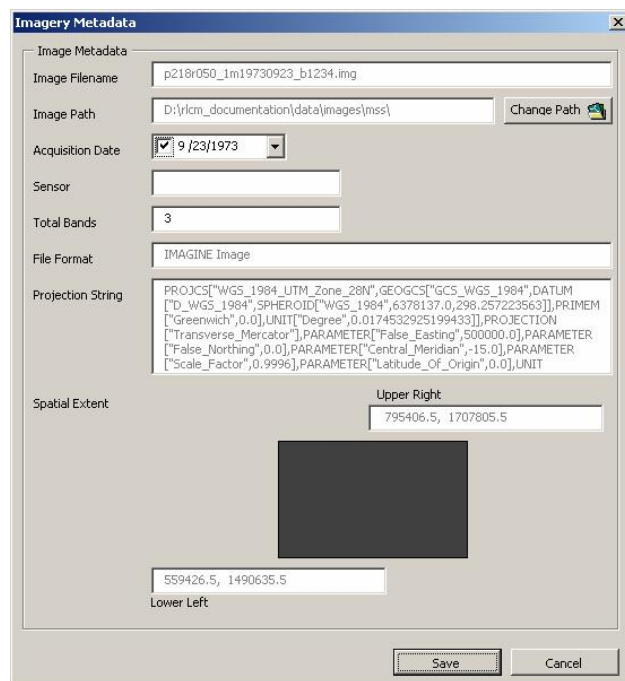 Imagery Metadata
Image Metadata
Image Filename
p218r050_1m19730923_b1234.img
Image Path
D:\rlcm_documentation\data\images\mss\
Change Path
Acquisition Date
9 /23/1973
Sensor
Total Bands
3
File Format
IMAGINE Image
Projection String
PROJCS["WGS_1984_UTM_Zone_28N",GEOGCS["GCS_WGS_1984",DATUM
["D_WGS_1984",SPHEROID["WGS_1984",6378137.0,298.257223563]],PRIMEM
["Greenwich",0.0],UNIT["Degree",0.0174532925199433]],PROJECTION
["Transverse_Mercator"],PARAMETER["False_Easting",500000.0],PARAMETER
["False_Northing",0.0],PARAMETER["Central_Meridian",-15.0],PARAMETER
["Scale_Factor",0.9996],PARAMETER["Latitude_Of_Origin",0.0],UNIT
Spatial Extent
Upper Right
795406.5, 1707805.5
559426.5, 1490635.5
Lower Left
Save
Cancel